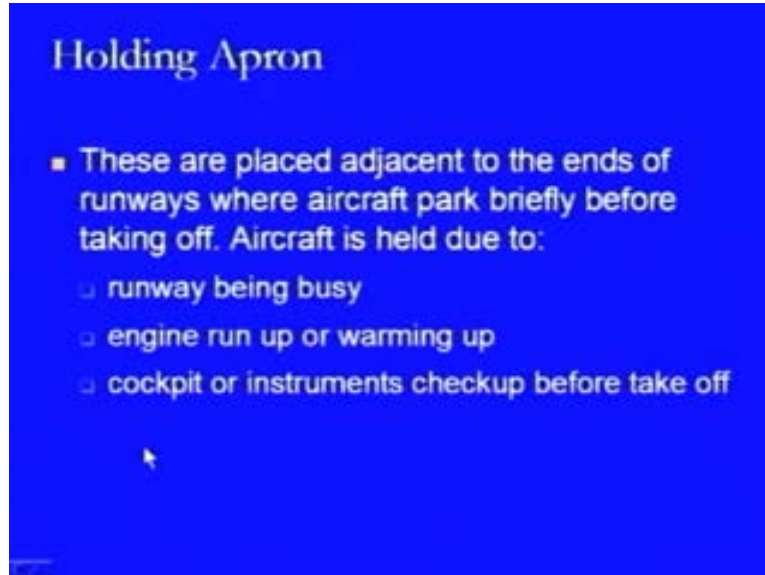 Holding Apron
These are placed adjacent to the ends of
runways where aircraft park briefly before
taking off. Aircraft is held due to:
runway being busy
engine run up or warming up
cockpit or instruments checkup before take off